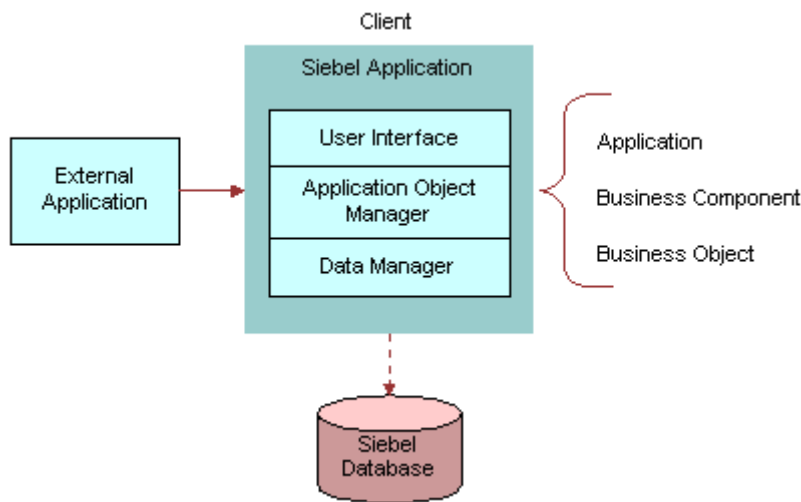 Client
Siebel Application
User Interface
Application Object
Manager
Data Manager
External
Application
Application
Business Component
Business Object
Siebel
Database